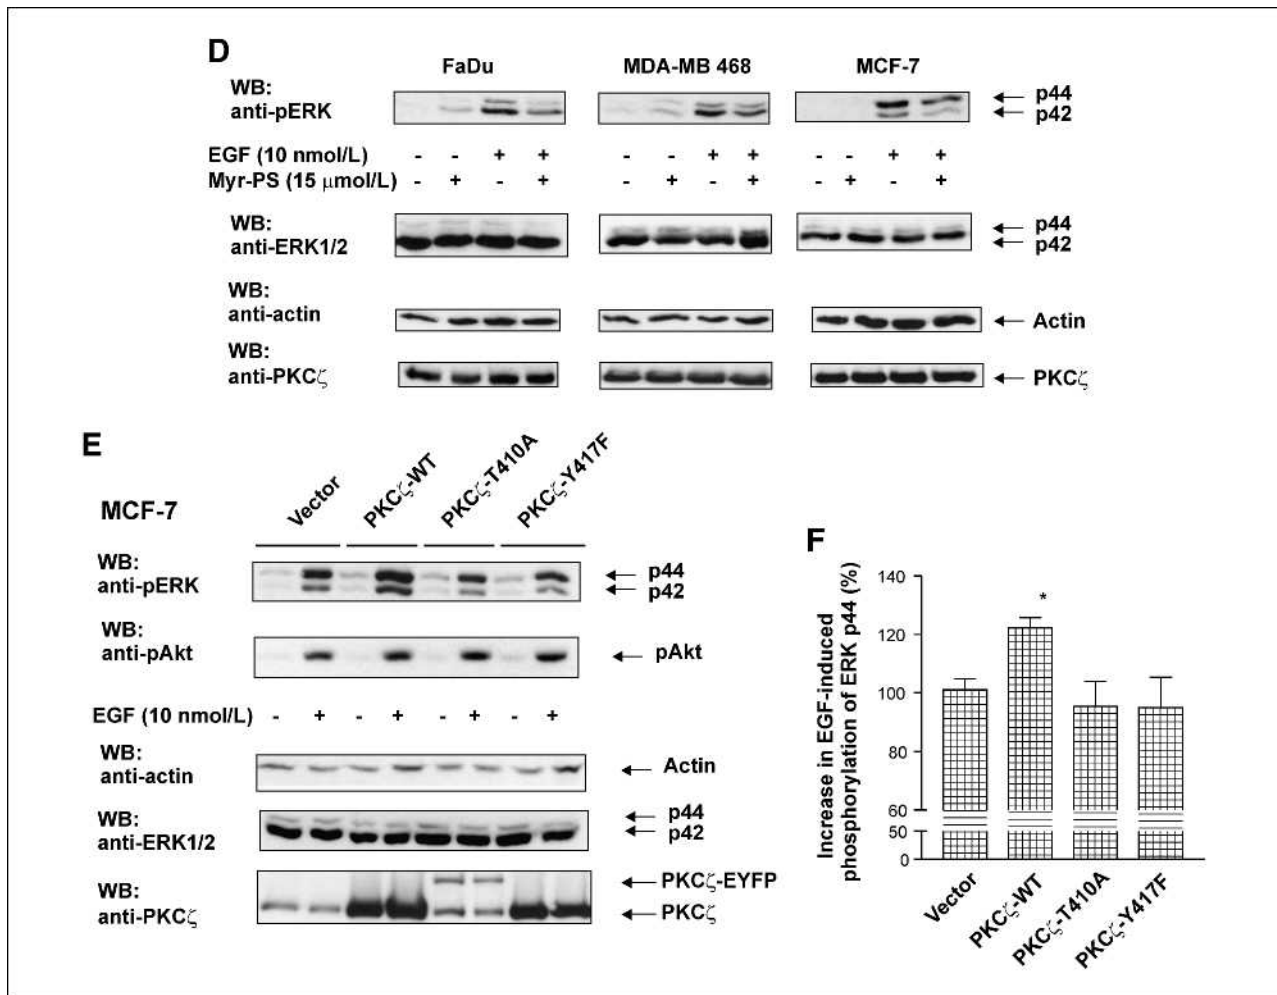 D
FaDu MDA-MB 468 MCF-7
WB:
anti-pERK
p44
p42
EGF (10 nmol/L) - - + + - - + + - - + +
Myr-PS (15 μmol/L) - + - + - + - + - + - +
WB:
anti-ERK1/2
p44
p42
WB:
anti-actin
Actin
WB:
anti-PKCζ
PKCζ
E
MCF-7
Vector
PKCζ-WT
PKCζ-T410A
PKCζ-Y417F
WB:
anti-pERK
p44
p42
WB:
anti-pAkt
pAkt
EGF (10 nmol/L) - + - + - + - +
WB:
anti-actin
Actin
WB:
anti-ERK1/2
p44
p42
WB:
anti-PKCζ
PKCζ-EYFP
PKCζ
F
Increase in EGF-induced
phosphorylation of ERK p44 (%)
140
120
100
80
60
50
0
*
Vector
PKCζ-WT
PKCζ-T410A
PKCζ-Y417F